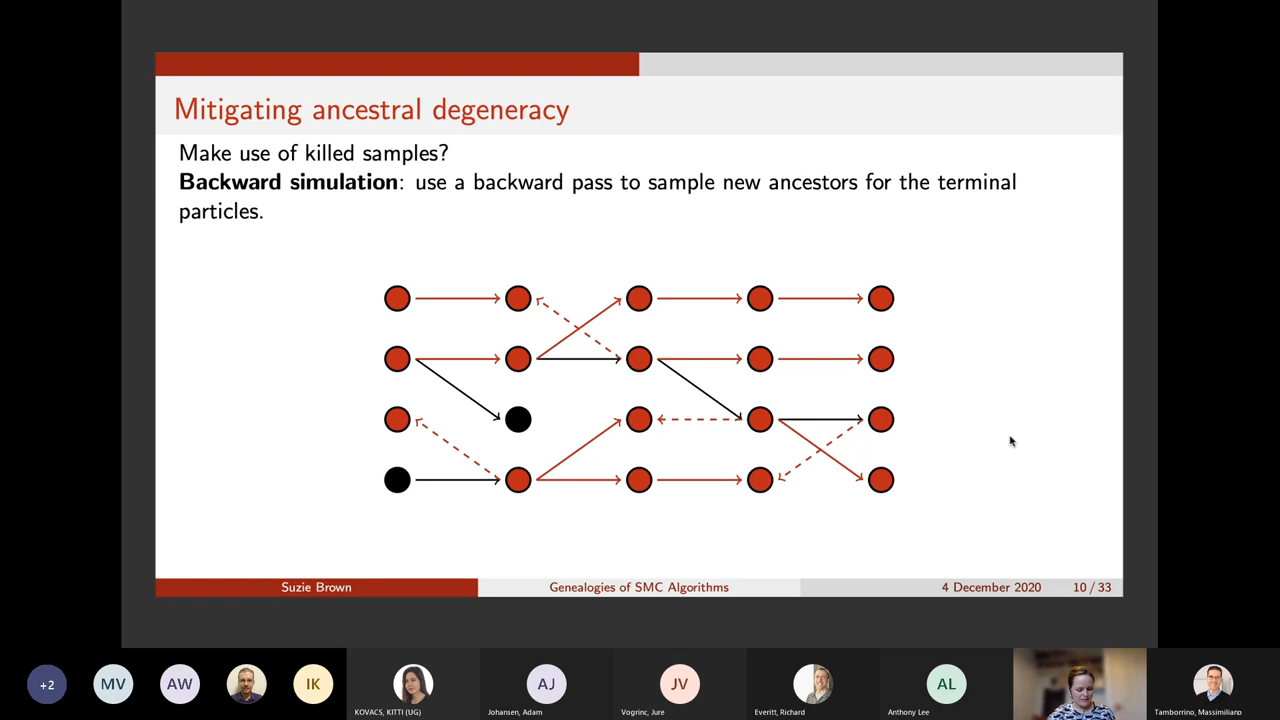 Mitigating ancestral degeneracy
Make use of killed samples?
Backward simulation: use a backward pass to sample new ancestors for the terminal
particles.
Suzie Brown
Genealogies of SMC Algorithms
4 December 2020
10 / 33
+2
MV
AW
IK
KOVACS, KITTI (UG)
AJ
Johansen, Adam
JV
Vogrinc, Jure
Everitt, Richard
AL
Anthony Lee
Tamborrino, Massimiliano